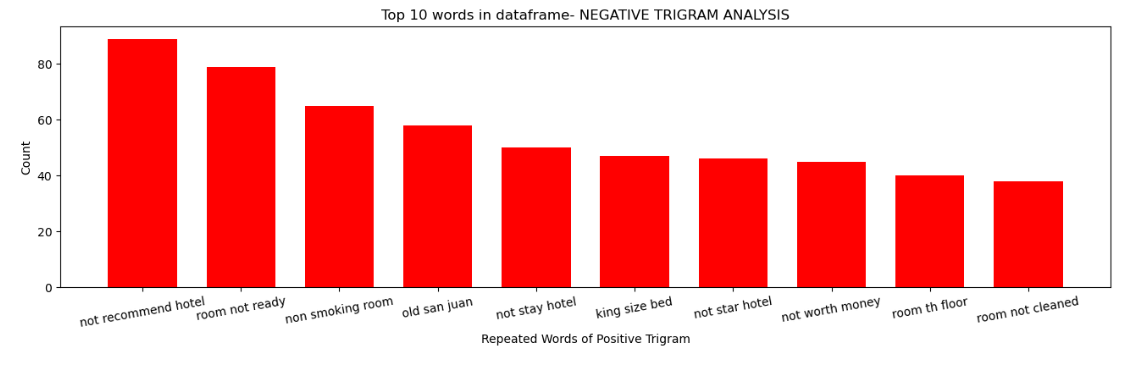 Top 10 words in dataframe- NEGATIVE TRIGRAM ANALYSIS
Count
80
60
40
20
0
not recommend hotel
room not ready
non smoking room
old san juan
not stay hotel
king size bed
not star hotel
not worth money
room th floor
room not cleaned
Repeated Words of Positive Trigram